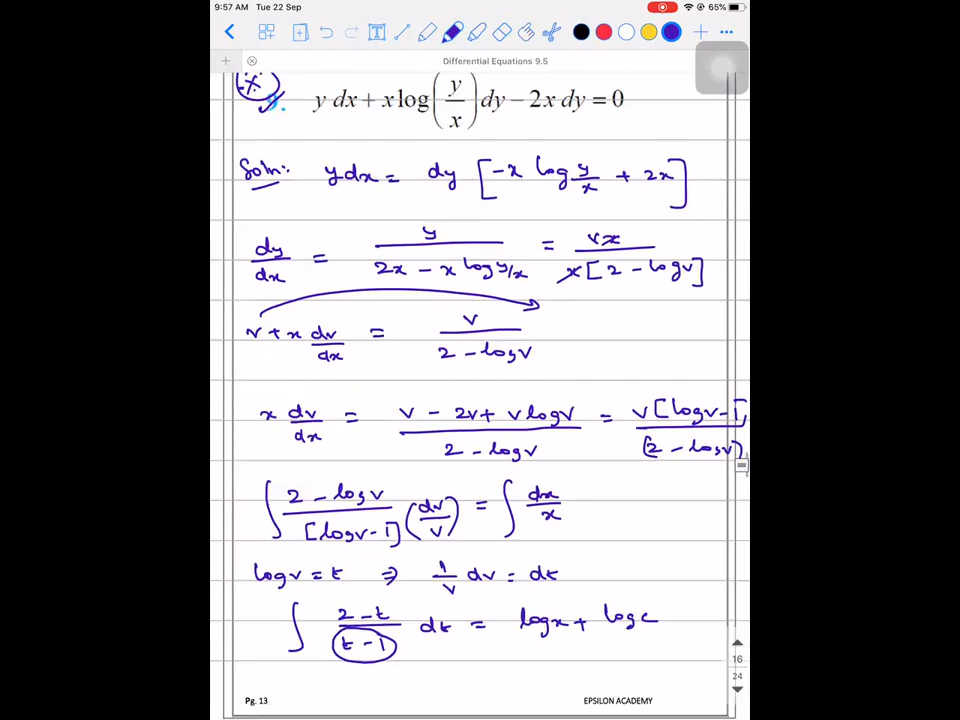 9:57 AM Tue 22 Sep 65%
Differential Equations 9.5
9. y dx + x log(y/x) dy − 2x dy = 0
Soln: ydx = dy [−x log y/x + 2x]
dy/dx = y/(2x − x log y/x) = vx/(x[2 − log v])
v + x dv/dx = v/(2 − log v)
x dv/dx = (v − 2v + v log v)/(2 − log v) = v[log v − 1]/(2 − log v)
∫ (2 − log v)/[log v − 1] (dv/v) = ∫ dx/x
log v = t ⇒ 1/v dv = dt
∫ (2 − t)/(t − 1) dt = log x + log c
16
24
Pg. 13 EPSILON ACADEMY